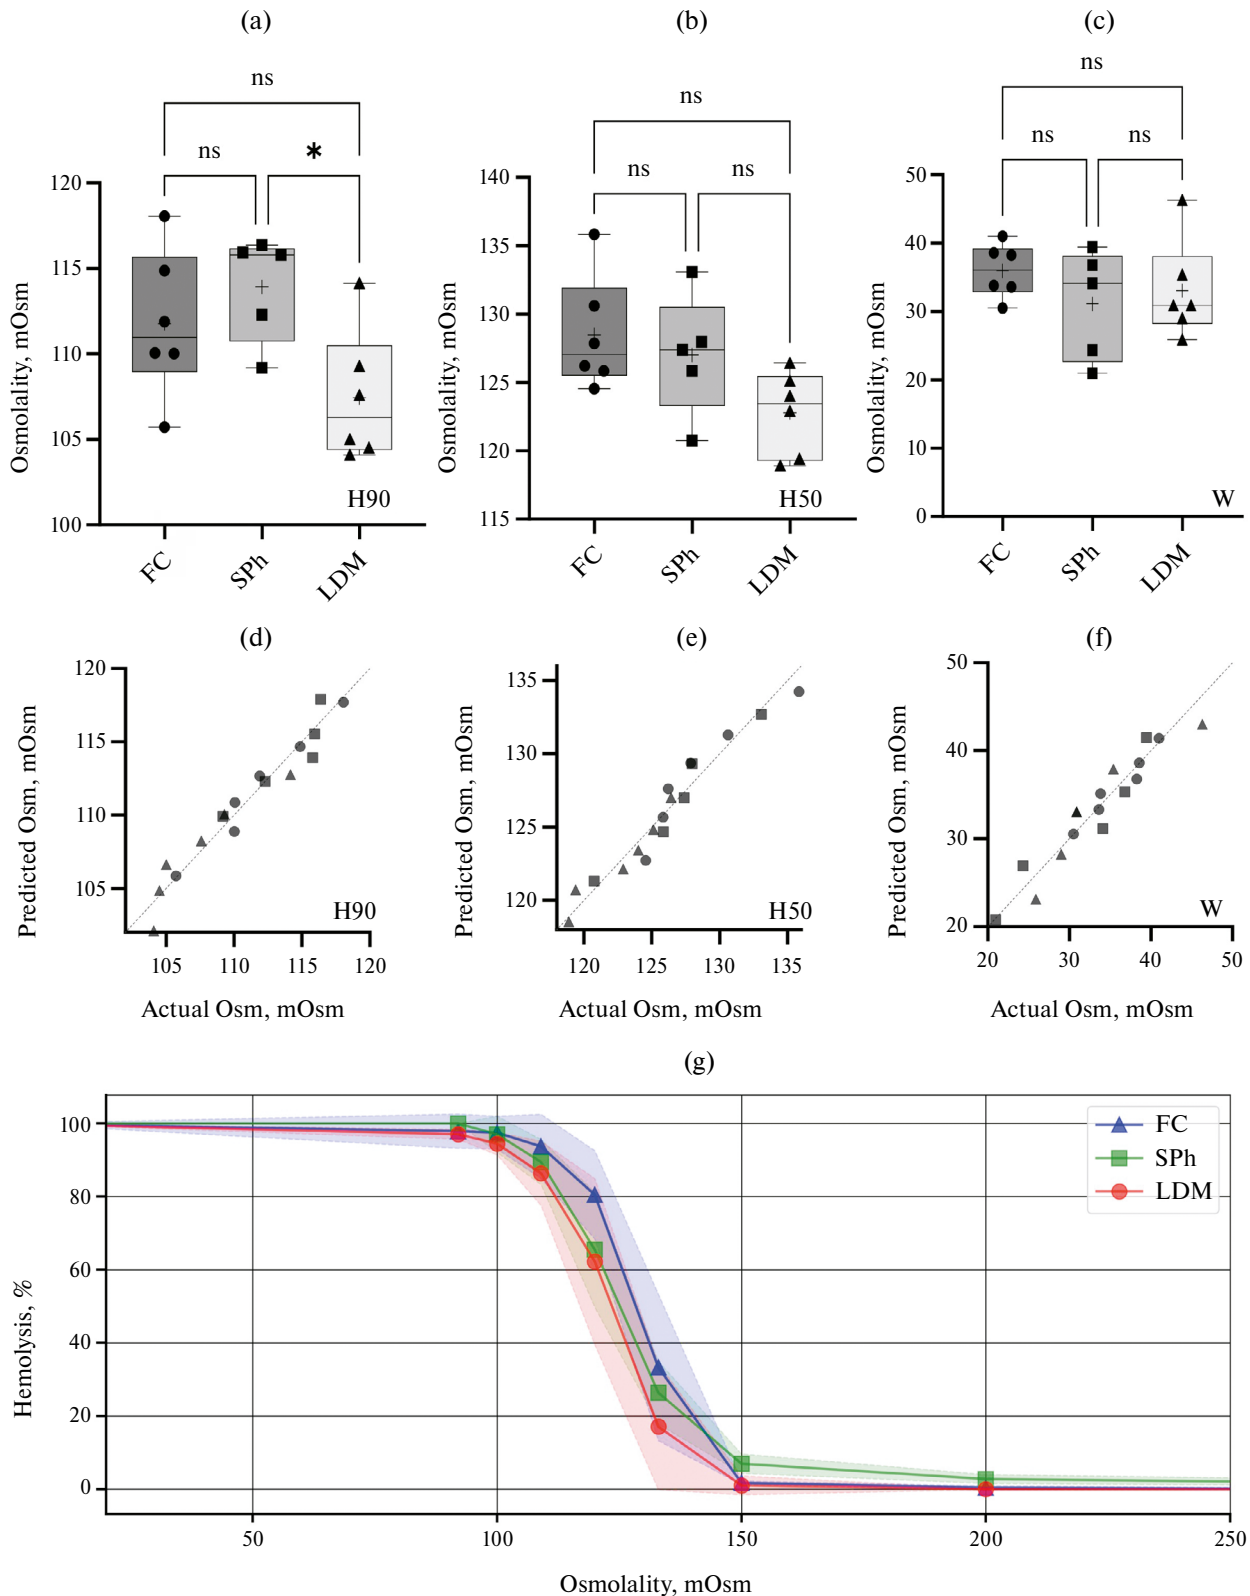 (a)
(b)
(c)
ns
ns
*
120
115
110
105
100
Osmolality, mOsm
H90
FC
SPh
LDM
ns
ns
ns
140
135
130
125
120
115
Osmolality, mOsm
H50
FC
SPh
LDM
ns
ns
ns
50
40
30
20
10
0
Osmolality, mOsm
W
FC
SPh
LDM
(d)
120
115
110
105
Predicted Osm, mOsm
H90
105 110 115 120
Actual Osm, mOsm
(e)
135
130
125
120
Predicted Osm, mOsm
H50
120 125 130 135
Actual Osm, mOsm
(f)
50
40
30
20
Predicted Osm, mOsm
W
20 30 40 50
Actual Osm, mOsm
(g)
100
80
60
40
20
0
Hemolysis, %
FC
SPh
LDM
50 100 150 200 250
Osmolality, mOsm